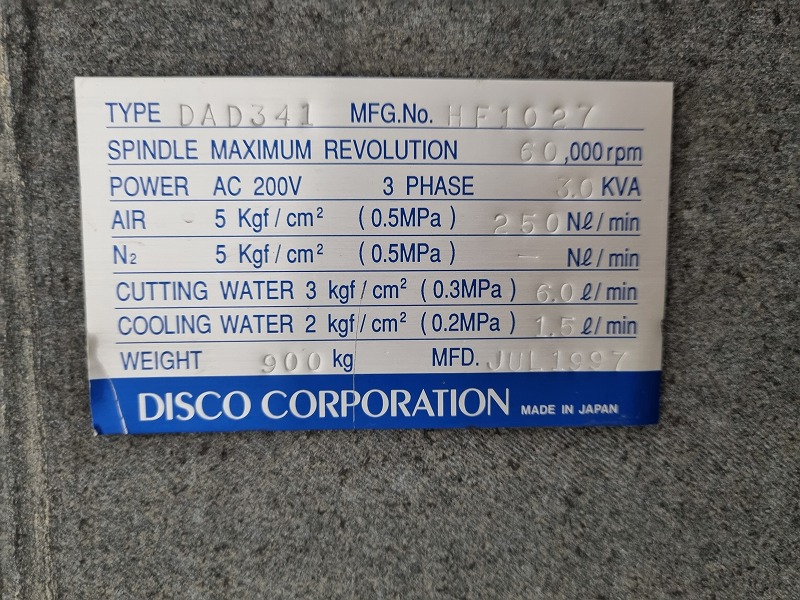 TYPE DAD341 MFG.No. HF1027
SPINDLE MAXIMUM REVOLUTION 60,000rpm
POWER AC 200V 3 PHASE 3.0 KVA
AIR 5 Kgf/cm² (0.5MPa) 250 Nℓ/min
N₂ 5 Kgf/cm² (0.5MPa) — Nℓ/min
CUTTING WATER 3 kgf/cm² (0.3MPa) 6.0 ℓ/min
COOLING WATER 2 kgf/cm² (0.2MPa) 1.5 ℓ/min
WEIGHT 900 kg MFD. JUL1997
DISCO CORPORATION MADE IN JAPAN